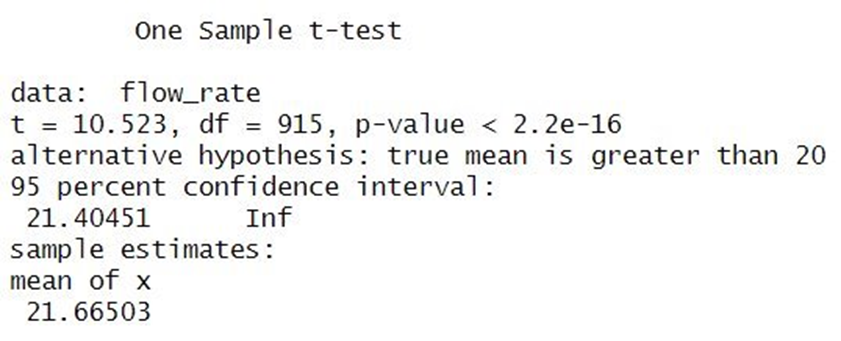 One Sample t-test
data: flow_rate
t = 10.523, df = 915, p-value < 2.2e-16
alternative hypothesis: true mean is greater than 20
95 percent confidence interval:
21.40451 Inf
sample estimates:
mean of x
21.66503